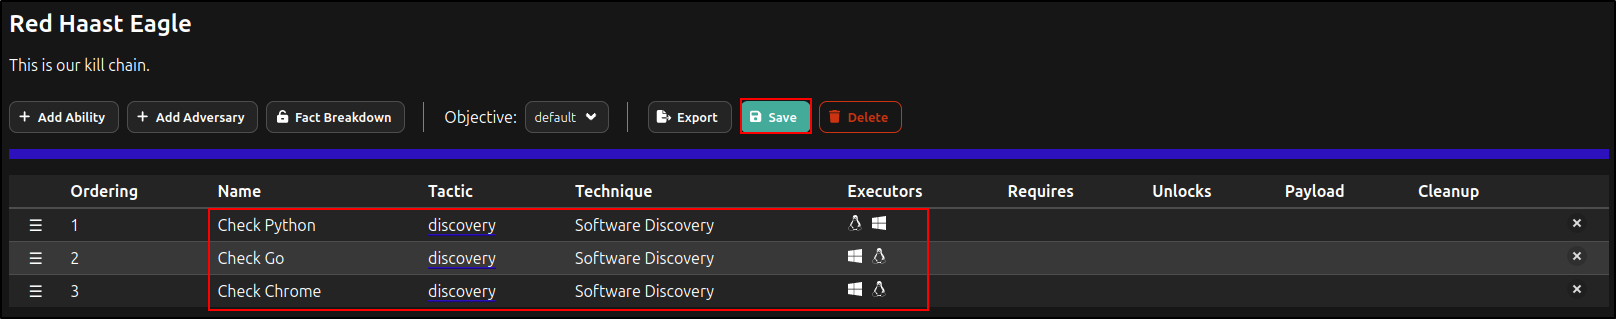 Red Haast Eagle
This is our kill chain.
+ Add Ability + Add Adversary Fact Breakdown Objective: default Export Save Delete
Ordering Name Tactic Technique Executors Requires Unlocks Payload Cleanup
1 Check Python discovery Software Discovery
2 Check Go discovery Software Discovery
3 Check Chrome discovery Software Discovery